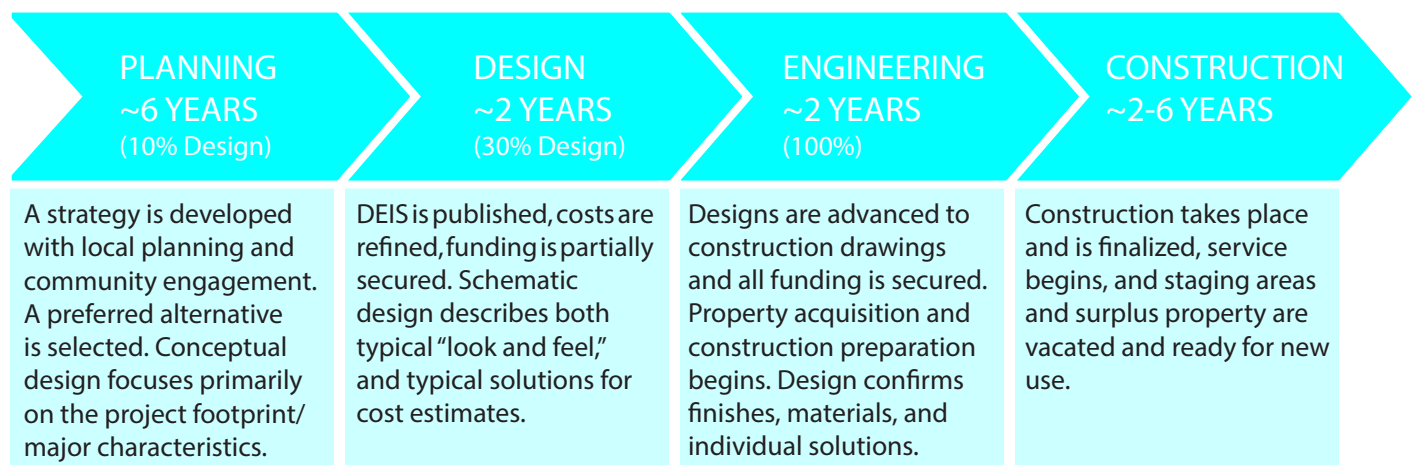 PLANNING
~6 YEARS
(10% Design)
A strategy is developed
with local planning and
community engagement.
A preferred alternative
is selected. Conceptual
design focuses primarily
on the project footprint/
major characteristics.
DESIGN
~2 YEARS
(30% Design)
DEIS is published, costs are
refined, funding is partially
secured. Schematic
design describes both
typical “look and feel,”
and typical solutions for
cost estimates.
ENGINEERING
~2 YEARS
(100%)
Designs are advanced to
construction drawings
and all funding is secured.
Property acquisition and
construction preparation
begins. Design confirms
finishes, materials, and
individual solutions.
CONSTRUCTION
~2-6 YEARS
Construction takes place
and is finalized, service
begins, and staging areas
and surplus property are
vacated and ready for new
use.